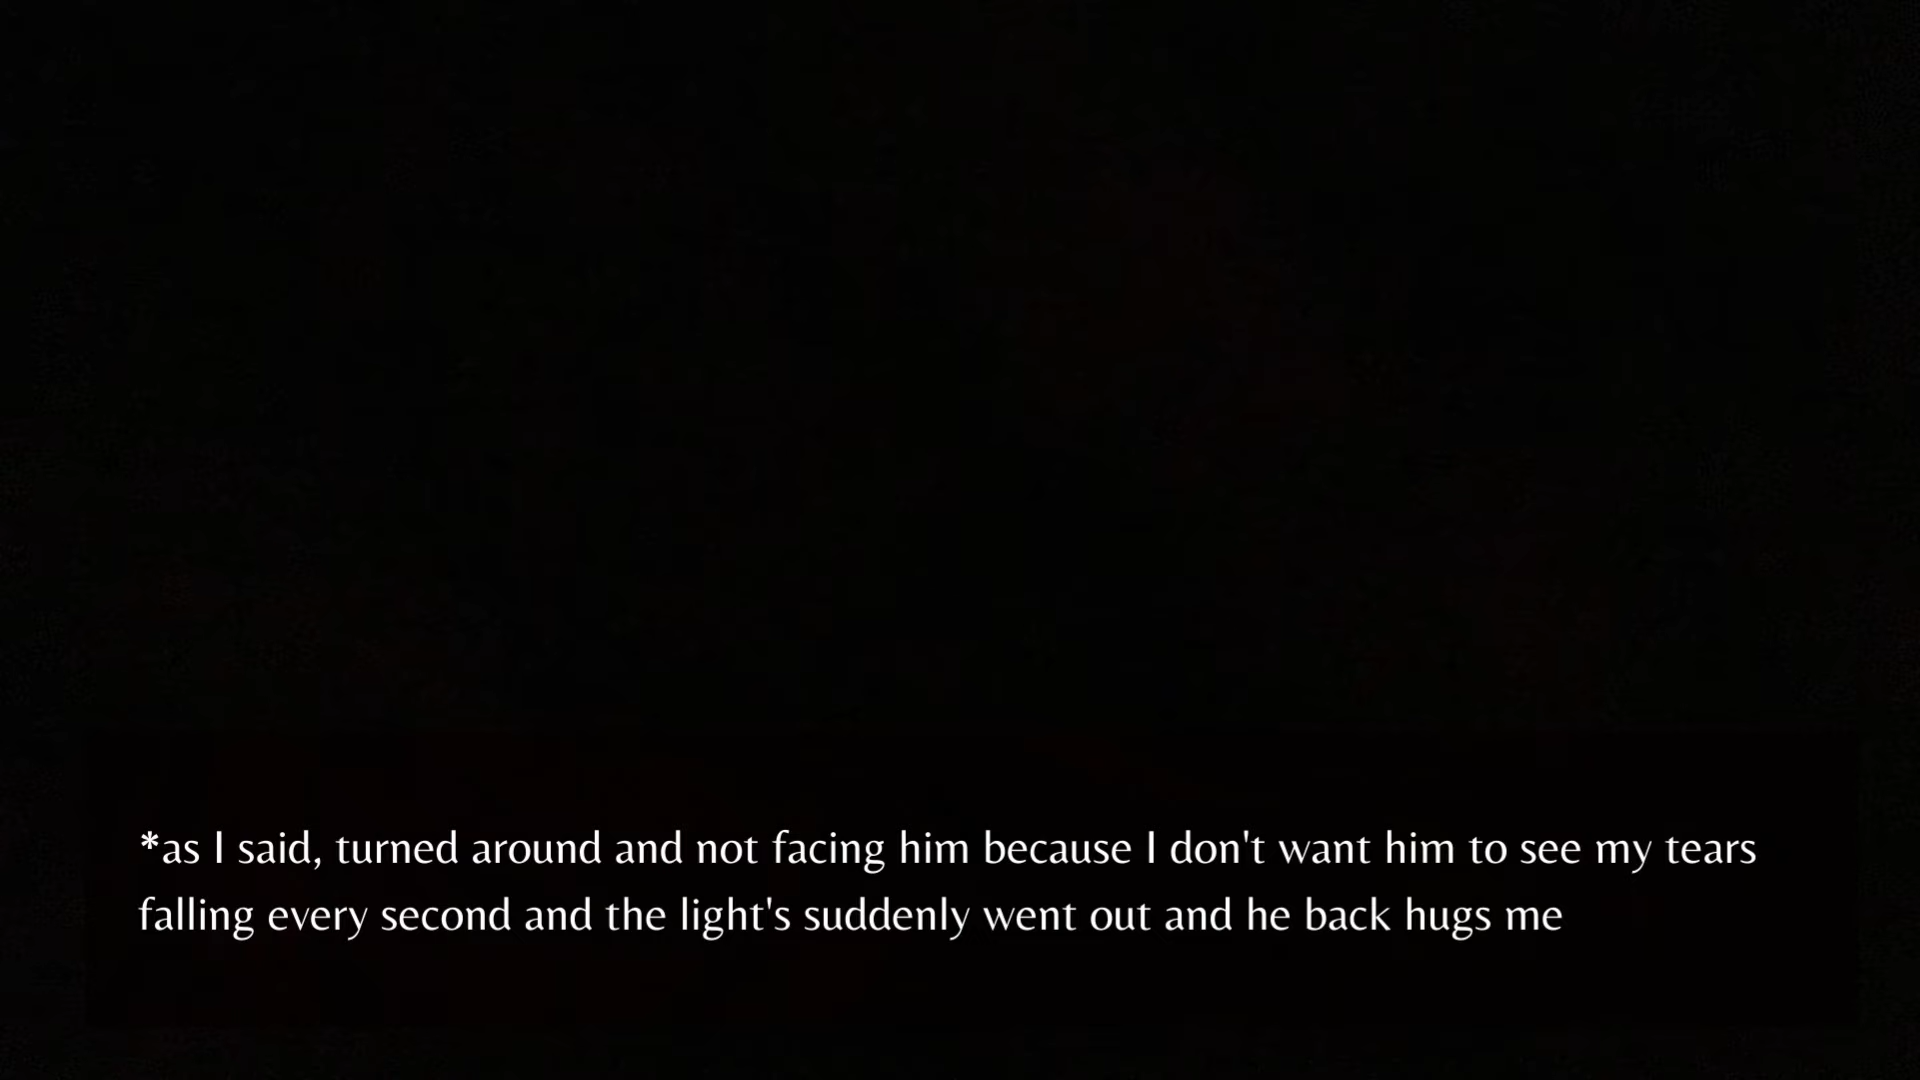 *as I said, turned around and not facing him because I don't want him to see my tears
falling every second and the light's suddenly went out and he back hugs me